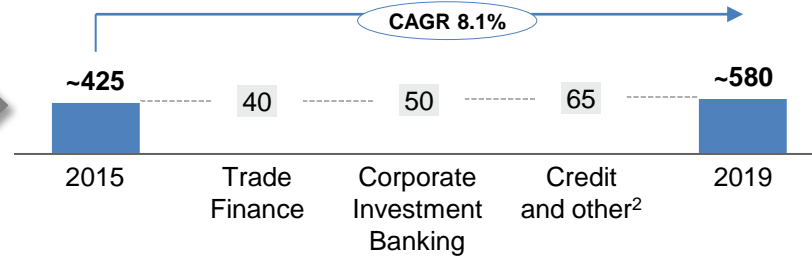 CAGR 8.1%
~425
40
50
65
~580
2015
Trade
Finance
Corporate
Investment
Banking
Credit
and other²
2019